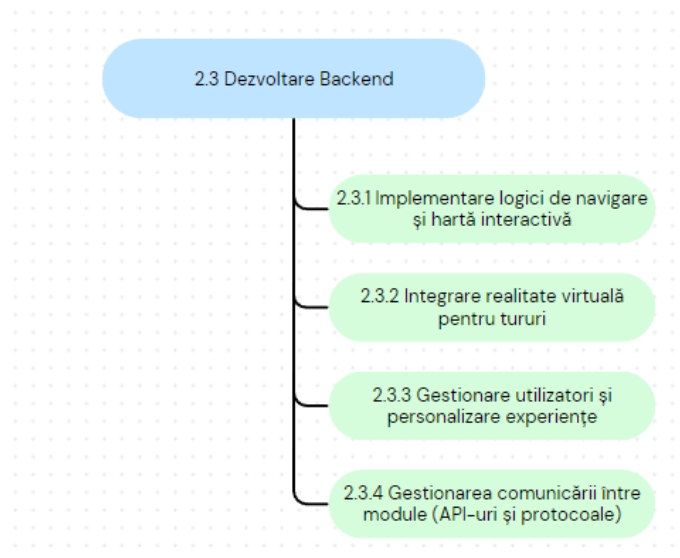 2.3 Dezvoltare Backend
2.3.1 Implementare logici de navigare
și hartă interactivă
2.3.2 Integrare realitate virtuală
pentru tururi
2.3.3 Gestionare utilizatori și
personalizare experiențe
2.3.4 Gestionarea comunicării între
module (API-uri și protocoale)